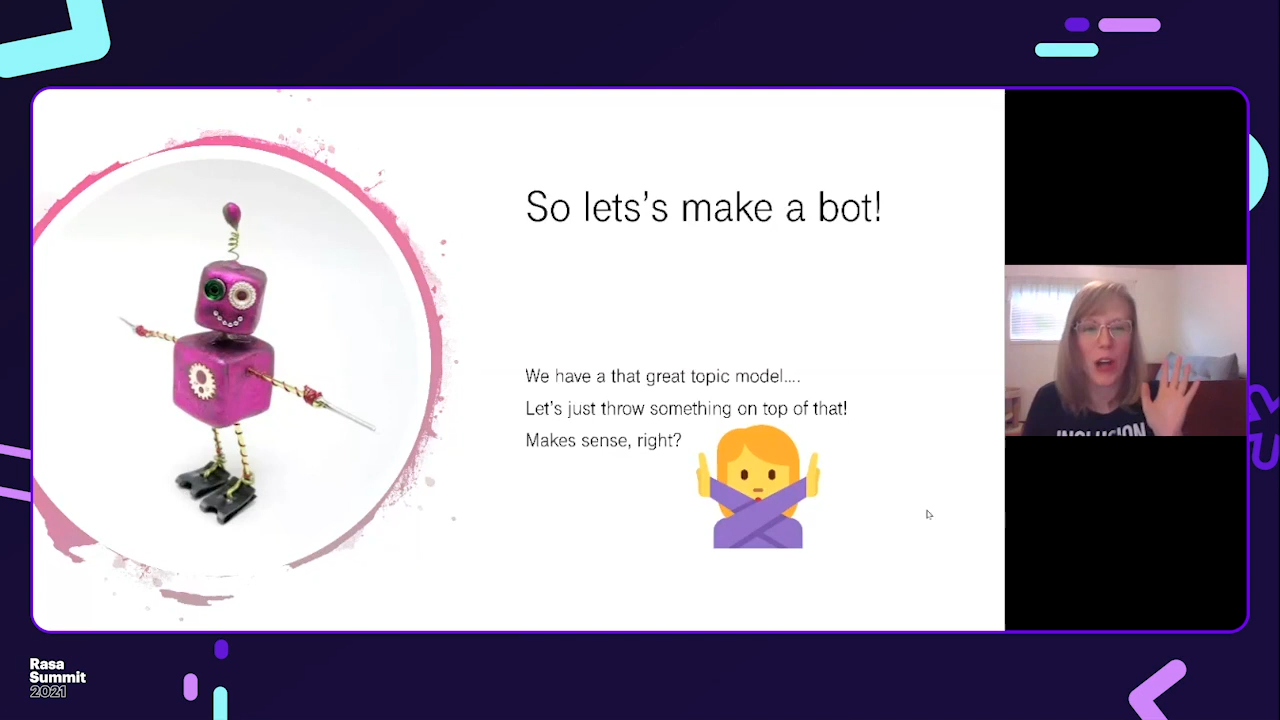 So lets's make a bot!
We have a that great topic model....
Let's just throw something on top of that!
Makes sense, right?
INCLUSION
Rasa
Summit
2021